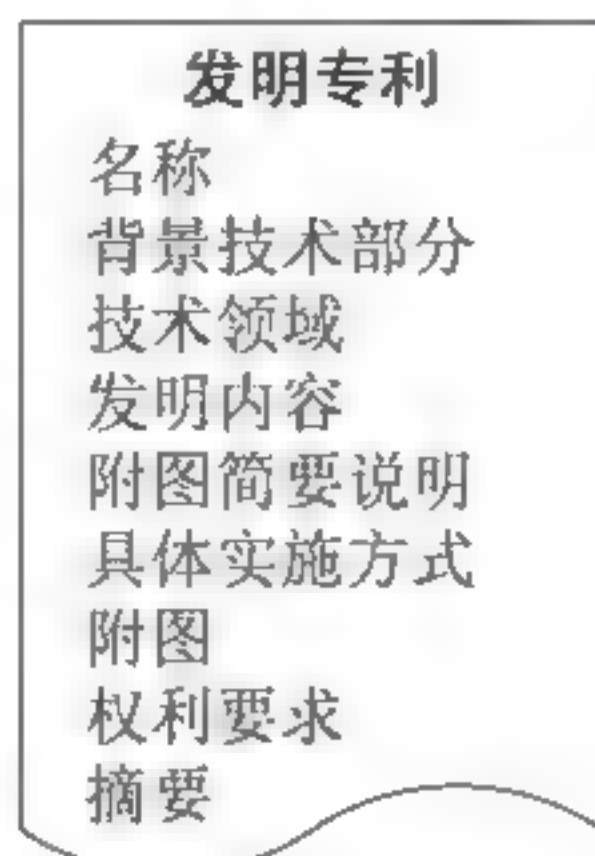 发明专利
名称
背景技术部分
技术领域
发明内容
附图简要说明
具体实施方式
附图
权利要求
摘要